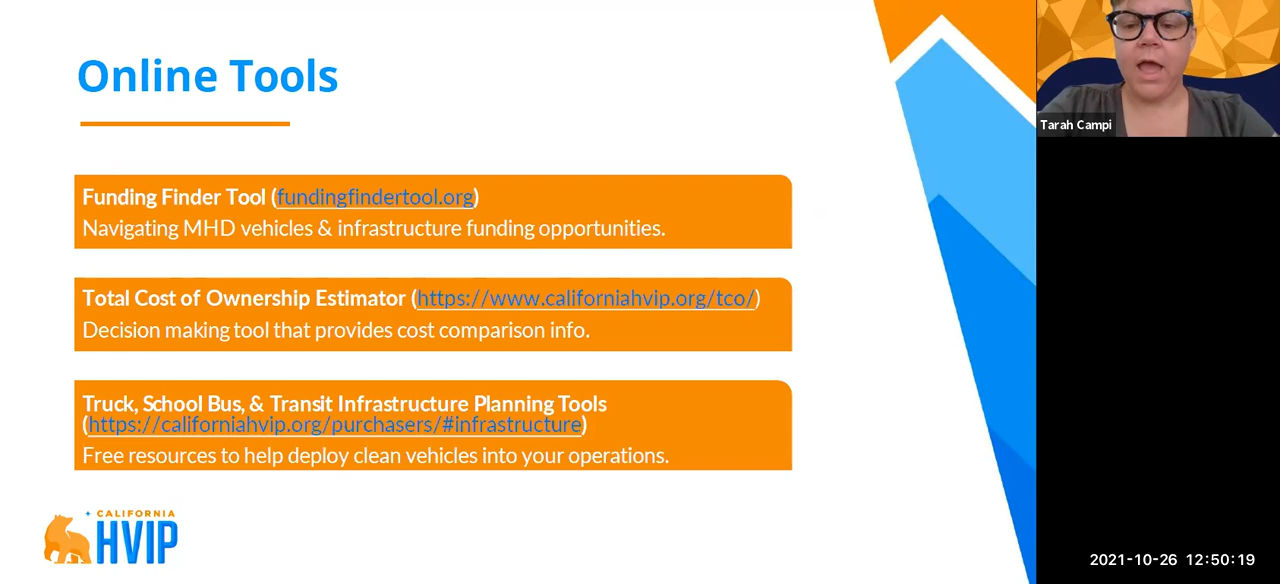 Online Tools
Funding Finder Tool (fundingfindertool.org)
Navigating MHD vehicles & infrastructure funding opportunities.
Total Cost of Ownership Estimator (https://www.californiahvip.org/tco/)
Decision making tool that provides cost comparison info.
Truck, School Bus, & Transit Infrastructure Planning Tools
(https://californiahvip.org/purchasers/#infrastructure)
Free resources to help deploy clean vehicles into your operations.
CALIFORNIA
HVIP
Tarah Campi
2021-10-26 12:50:19